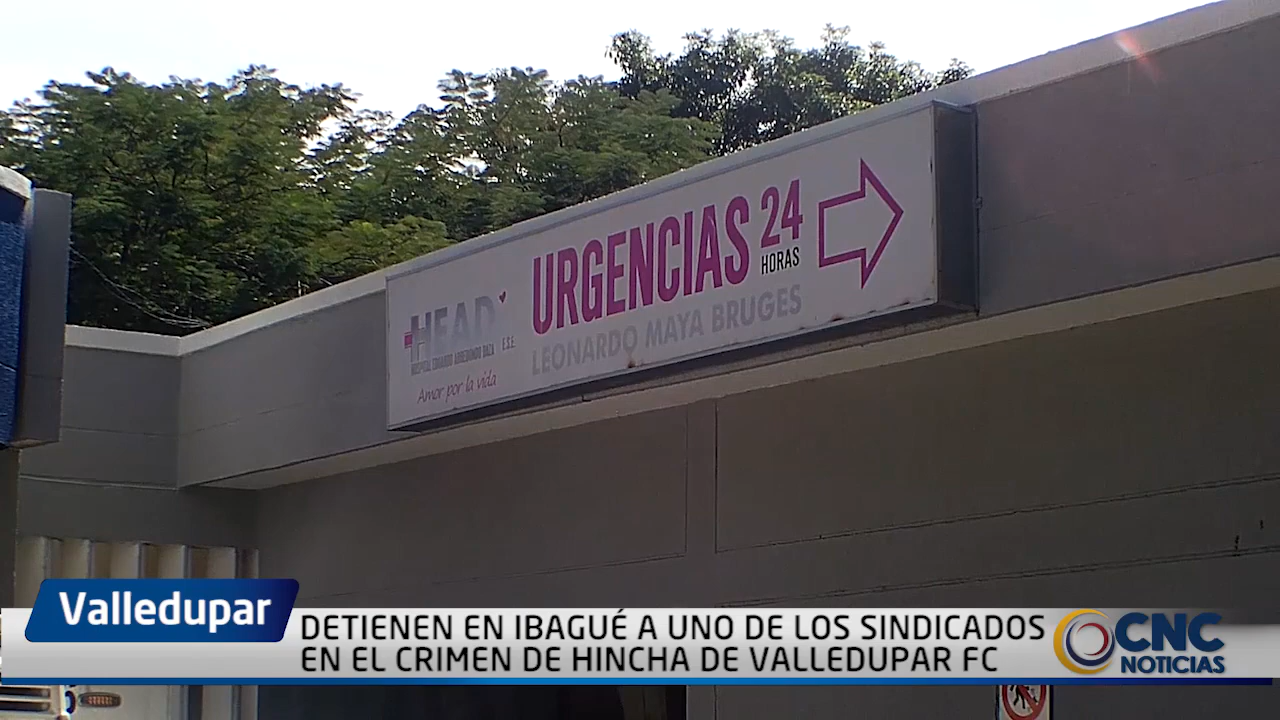 HEAD
E.S.E.
HOSPITAL EDUARDO ARREDONDO DAZA
Amor por la vida
URGENCIAS 24
HORAS
LEONARDO MAYA BRUGES
Valledupar
DETIENEN EN IBAGUÉ A UNO DE LOS SINDICADOS
EN EL CRIMEN DE HINCHA DE VALLEDUPAR FC
CNC
NOTICIAS